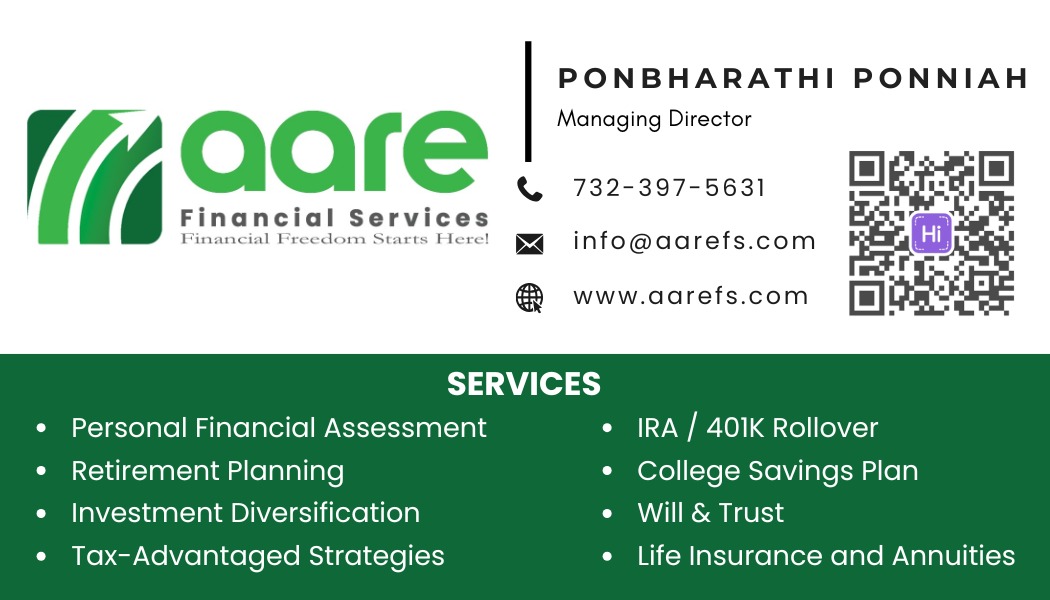 aare
Financial Services
Financial Freedom Starts Here!
PONBHARATHI PONNIAH
Managing Director
732-397-5631
info@aarefs.com
www.aarefs.com
Hi
SERVICES
• Personal Financial Assessment
• Retirement Planning
• Investment Diversification
• Tax-Advantaged Strategies
• IRA / 401K Rollover
• College Savings Plan
• Will & Trust
• Life Insurance and Annuities